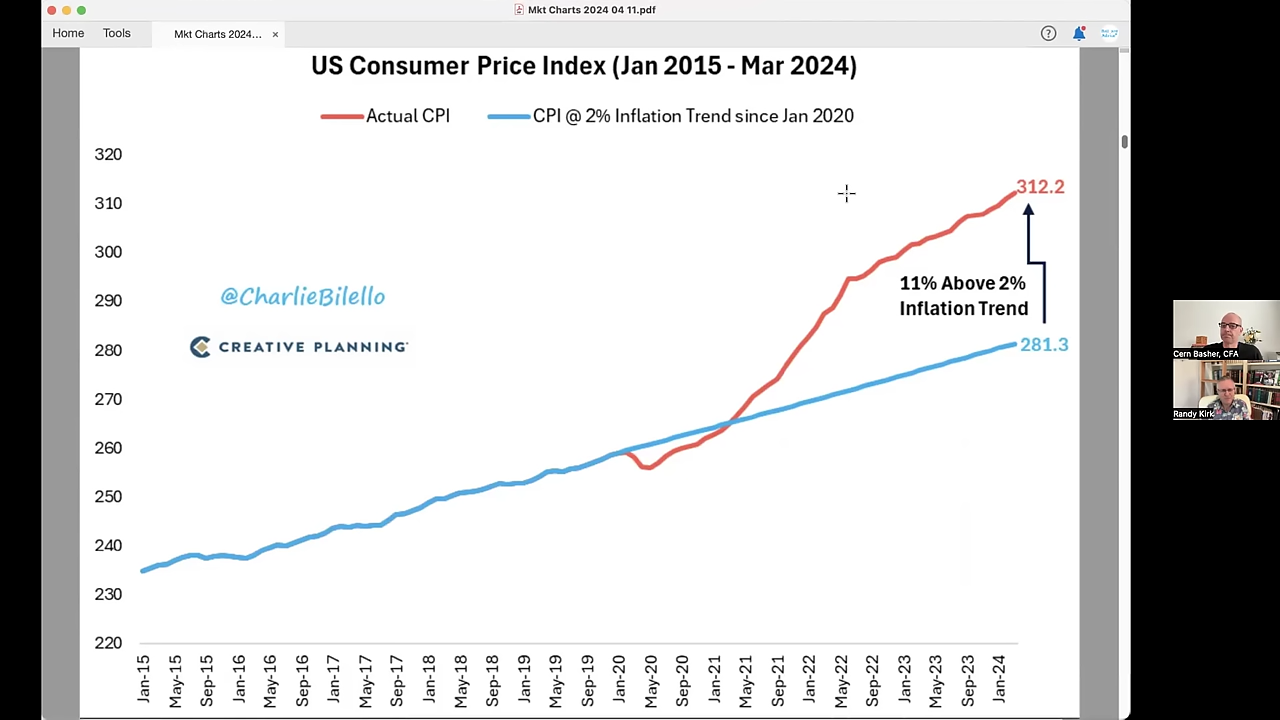 Mkt Charts 2024 04 11.pdf
Home
Tools
Mkt Charts 2024...
×
?
US Consumer Price Index (Jan 2015 - Mar 2024)
Actual CPI
CPI @ 2% Inflation Trend since Jan 2020
320
310
300
290
280
270
260
250
240
230
220
312.2
11% Above 2%
Inflation Trend
281.3
@CharlieBilello
CREATIVE PLANNING
Jan-15
May-15
Sep-15
Jan-16
May-16
Sep-16
Jan-17
May-17
Sep-17
Jan-18
May-18
Sep-18
Jan-19
May-19
Sep-19
Jan-20
May-20
Sep-20
Jan-21
May-21
Sep-21
Jan-22
May-22
Sep-22
Jan-23
May-23
Sep-23
Jan-24
Cern Basher, CFA
Randy Kirk